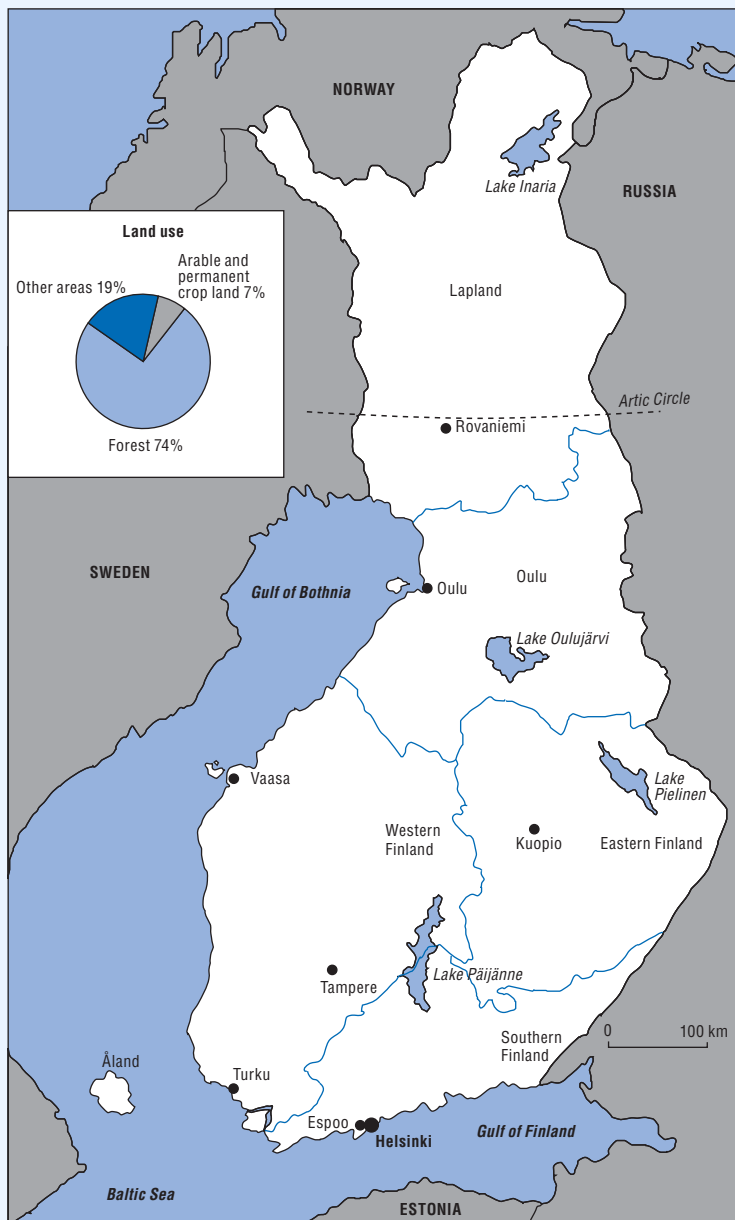 NORWAY
Lake Inaria
RUSSIA
Land use
Arable and
permanent
crop land 7%
Other areas 19%
Forest 74%
Lapland
Artic Circle
Rovaniemi
SWEDEN
Gulf of Bothnia
Oulu
Oulu
Lake Oulujärvi
Vaasa
Lake
Pielinen
Western
Finland
Kuopio
Eastern Finland
Tampere
Lake Päijänne
Southern
Finland
0 100 km
Åland
Turku
Espoo
Helsinki
Gulf of Finland
Baltic Sea
ESTONIA